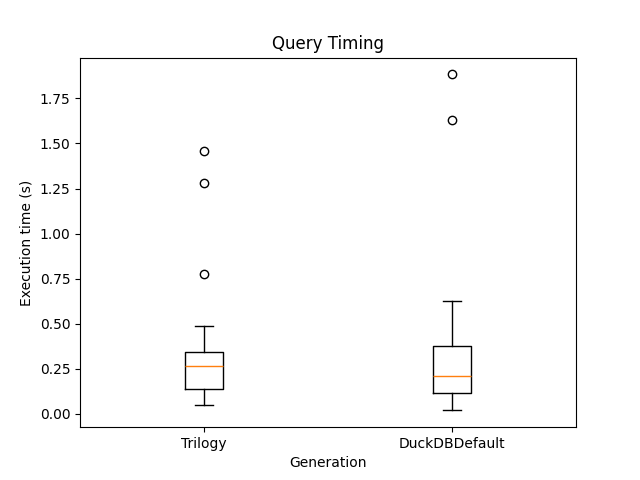 Query Timing
Execution time (s)
1.75
1.50
1.25
1.00
0.75
0.50
0.25
0.00
Trilogy
DuckDBDefault
Generation